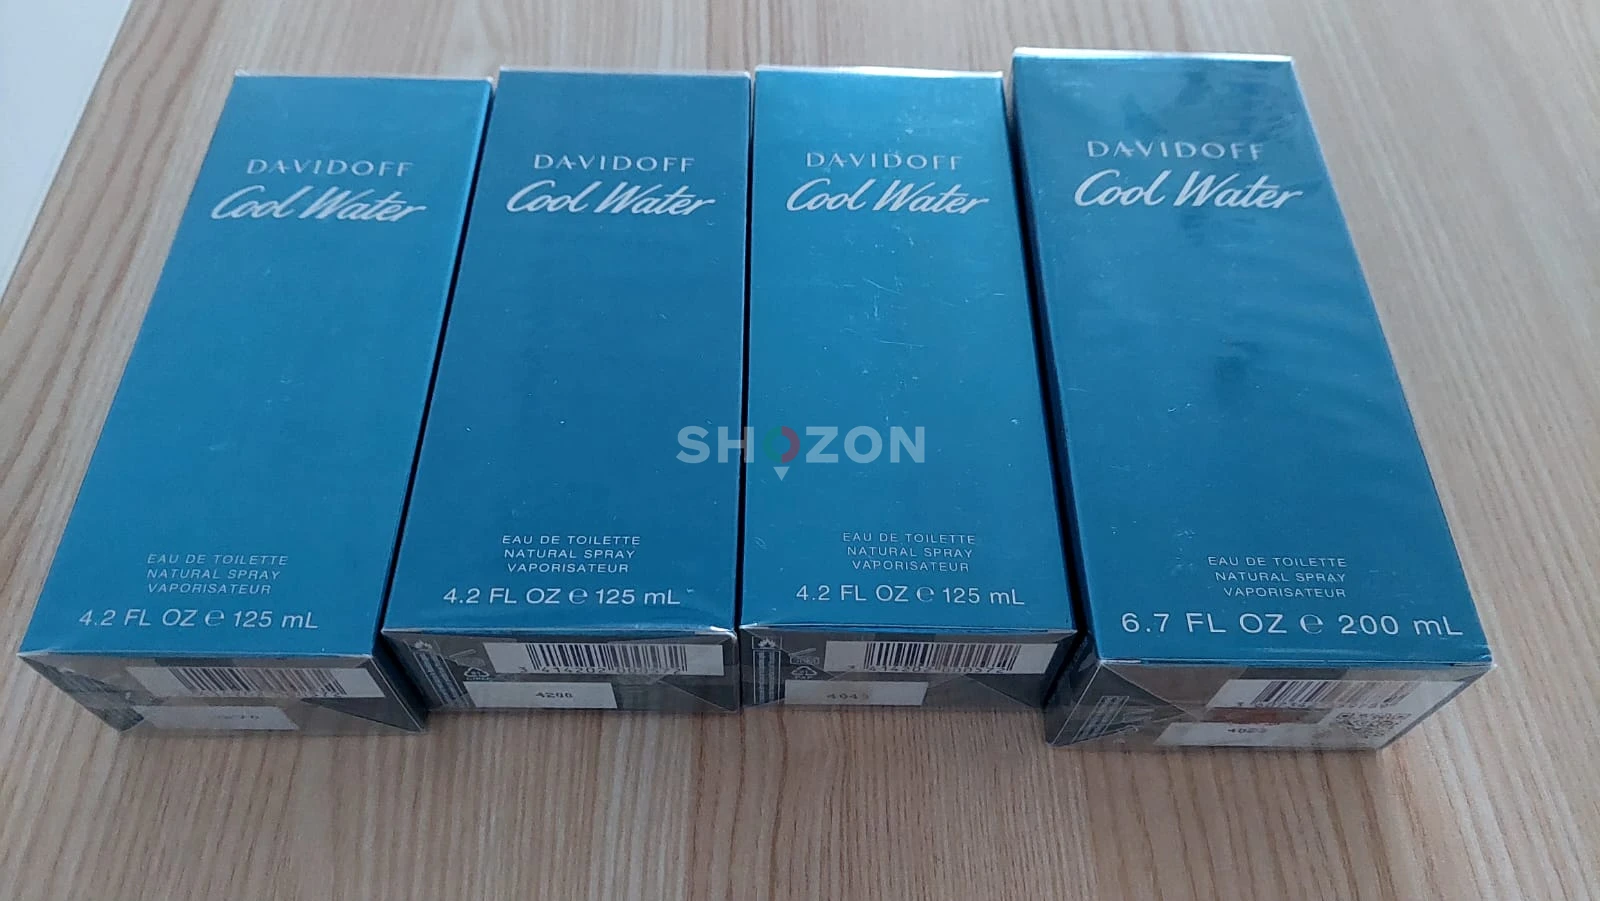 DAVIDOFF
Cool Water
EAU DE TOILETTE
NATURAL SPRAY
VAPORISATEUR
4.2 FL OZ e 125 mL
DAVIDOFF
Cool Water
EAU DE TOILETTE
NATURAL SPRAY
VAPORISATEUR
4.2 FL OZ e 125 mL
4200
DAVIDOFF
Cool Water
EAU DE TOILETTE
NATURAL SPRAY
VAPORISATEUR
4.2 FL OZ e 125 mL
DAVIDOFF
Cool Water
EAU DE TOILETTE
NATURAL SPRAY
VAPORISATEUR
6.7 FL OZ e 200 mL
SHOZON